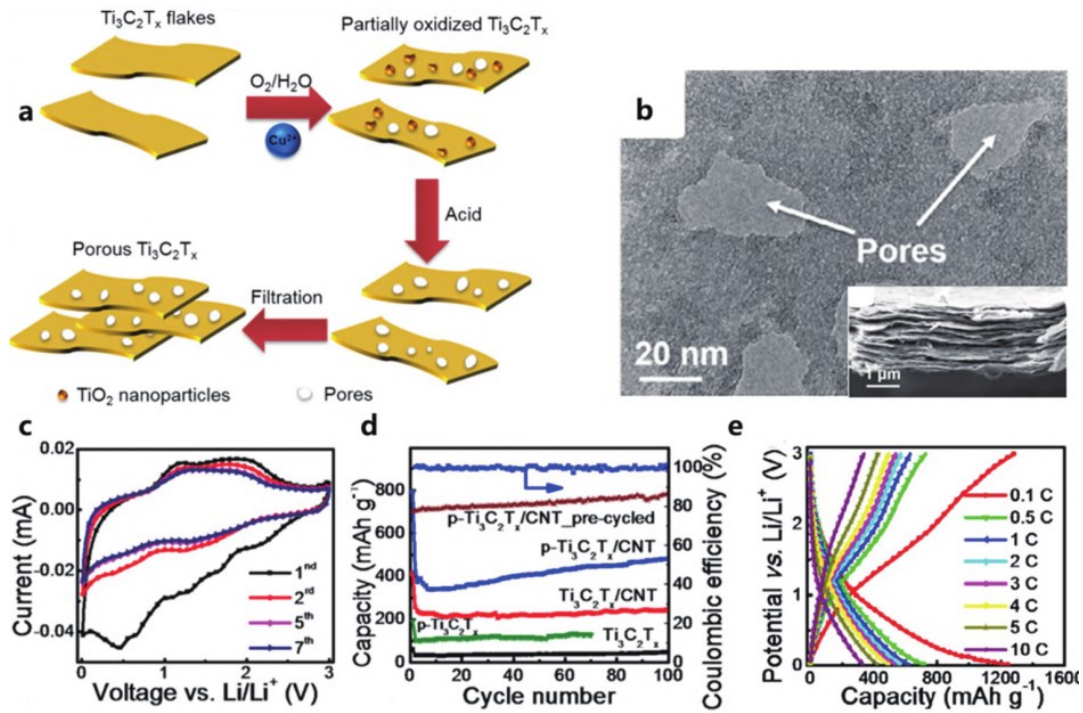 a
Ti₃C₂Tₓ flakes
O₂/H₂O
Cu²⁺
Partially oxidized Ti₃C₂Tₓ
Acid
Porous Ti₃C₂Tₓ
Filtration
TiO₂ nanoparticles
Pores
b
Pores
20 nm
1 μm
c
Current (mA)
0.02
0.00
-0.02
-0.04
0
1
2
3
Voltage vs. Li/Li⁺ (V)
1ⁿᵈ
2ʳᵈ
5ᵗʰ
7ᵗʰ
d
Capacity (mAh g⁻¹)
800
600
400
200
0
p-Ti₃C₂Tₓ/CNT_pre-cycled
p-Ti₃C₂Tₓ/CNT
Ti₃C₂Tₓ/CNT
p-Ti₃C₂Tₓ
Ti₃C₂Tₓ
0
20
40
60
80
100
Cycle number
100
80
60
40
20
0
Coulombic efficiency (%)
e
Potential vs. Li/Li⁺ (V)
3
2
1
0
0
400
800
1200
1600
Capacity (mAh g⁻¹)
0.1 C
0.5 C
1 C
2 C
3 C
4 C
5 C
10 C